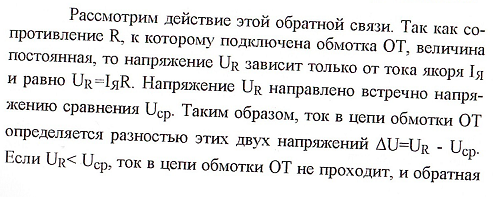 Рассмотрим действие этой обратной связи. Так как со-
противление R, к которому подключена обмотка ОТ, величина
постоянная, то напряжение UR зависит только от тока якоря IЯ
и равно UR=IЯR. Напряжение UR направлено встречно напря-
жению сравнения Uср. Таким образом, ток в цепи обмотки ОТ
определяется разностью этих двух напряжений ΔU=UR - Uср.
Если UR< Uср, ток в цепи обмотки ОТ не проходит, и обратная